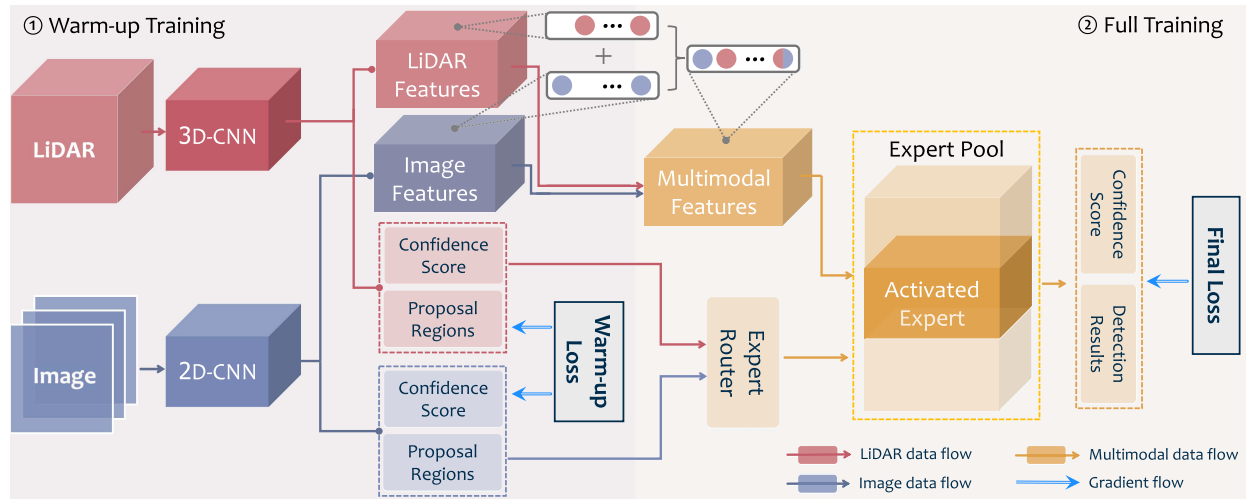 ① Warm-up Training
② Full Training
LiDAR
3D-CNN
LiDAR
Features
Image
Features
Multimodal
Features
Expert Pool
Activated
Expert
Confidence
Score
Detection
Results
Final Loss
Confidence
Score
Proposal
Regions
Warm-up
Loss
Expert
Router
Image
2D-CNN
Confidence
Score
Proposal
Regions
LiDAR data flow
Multimodal data flow
Image data flow
Gradient flow